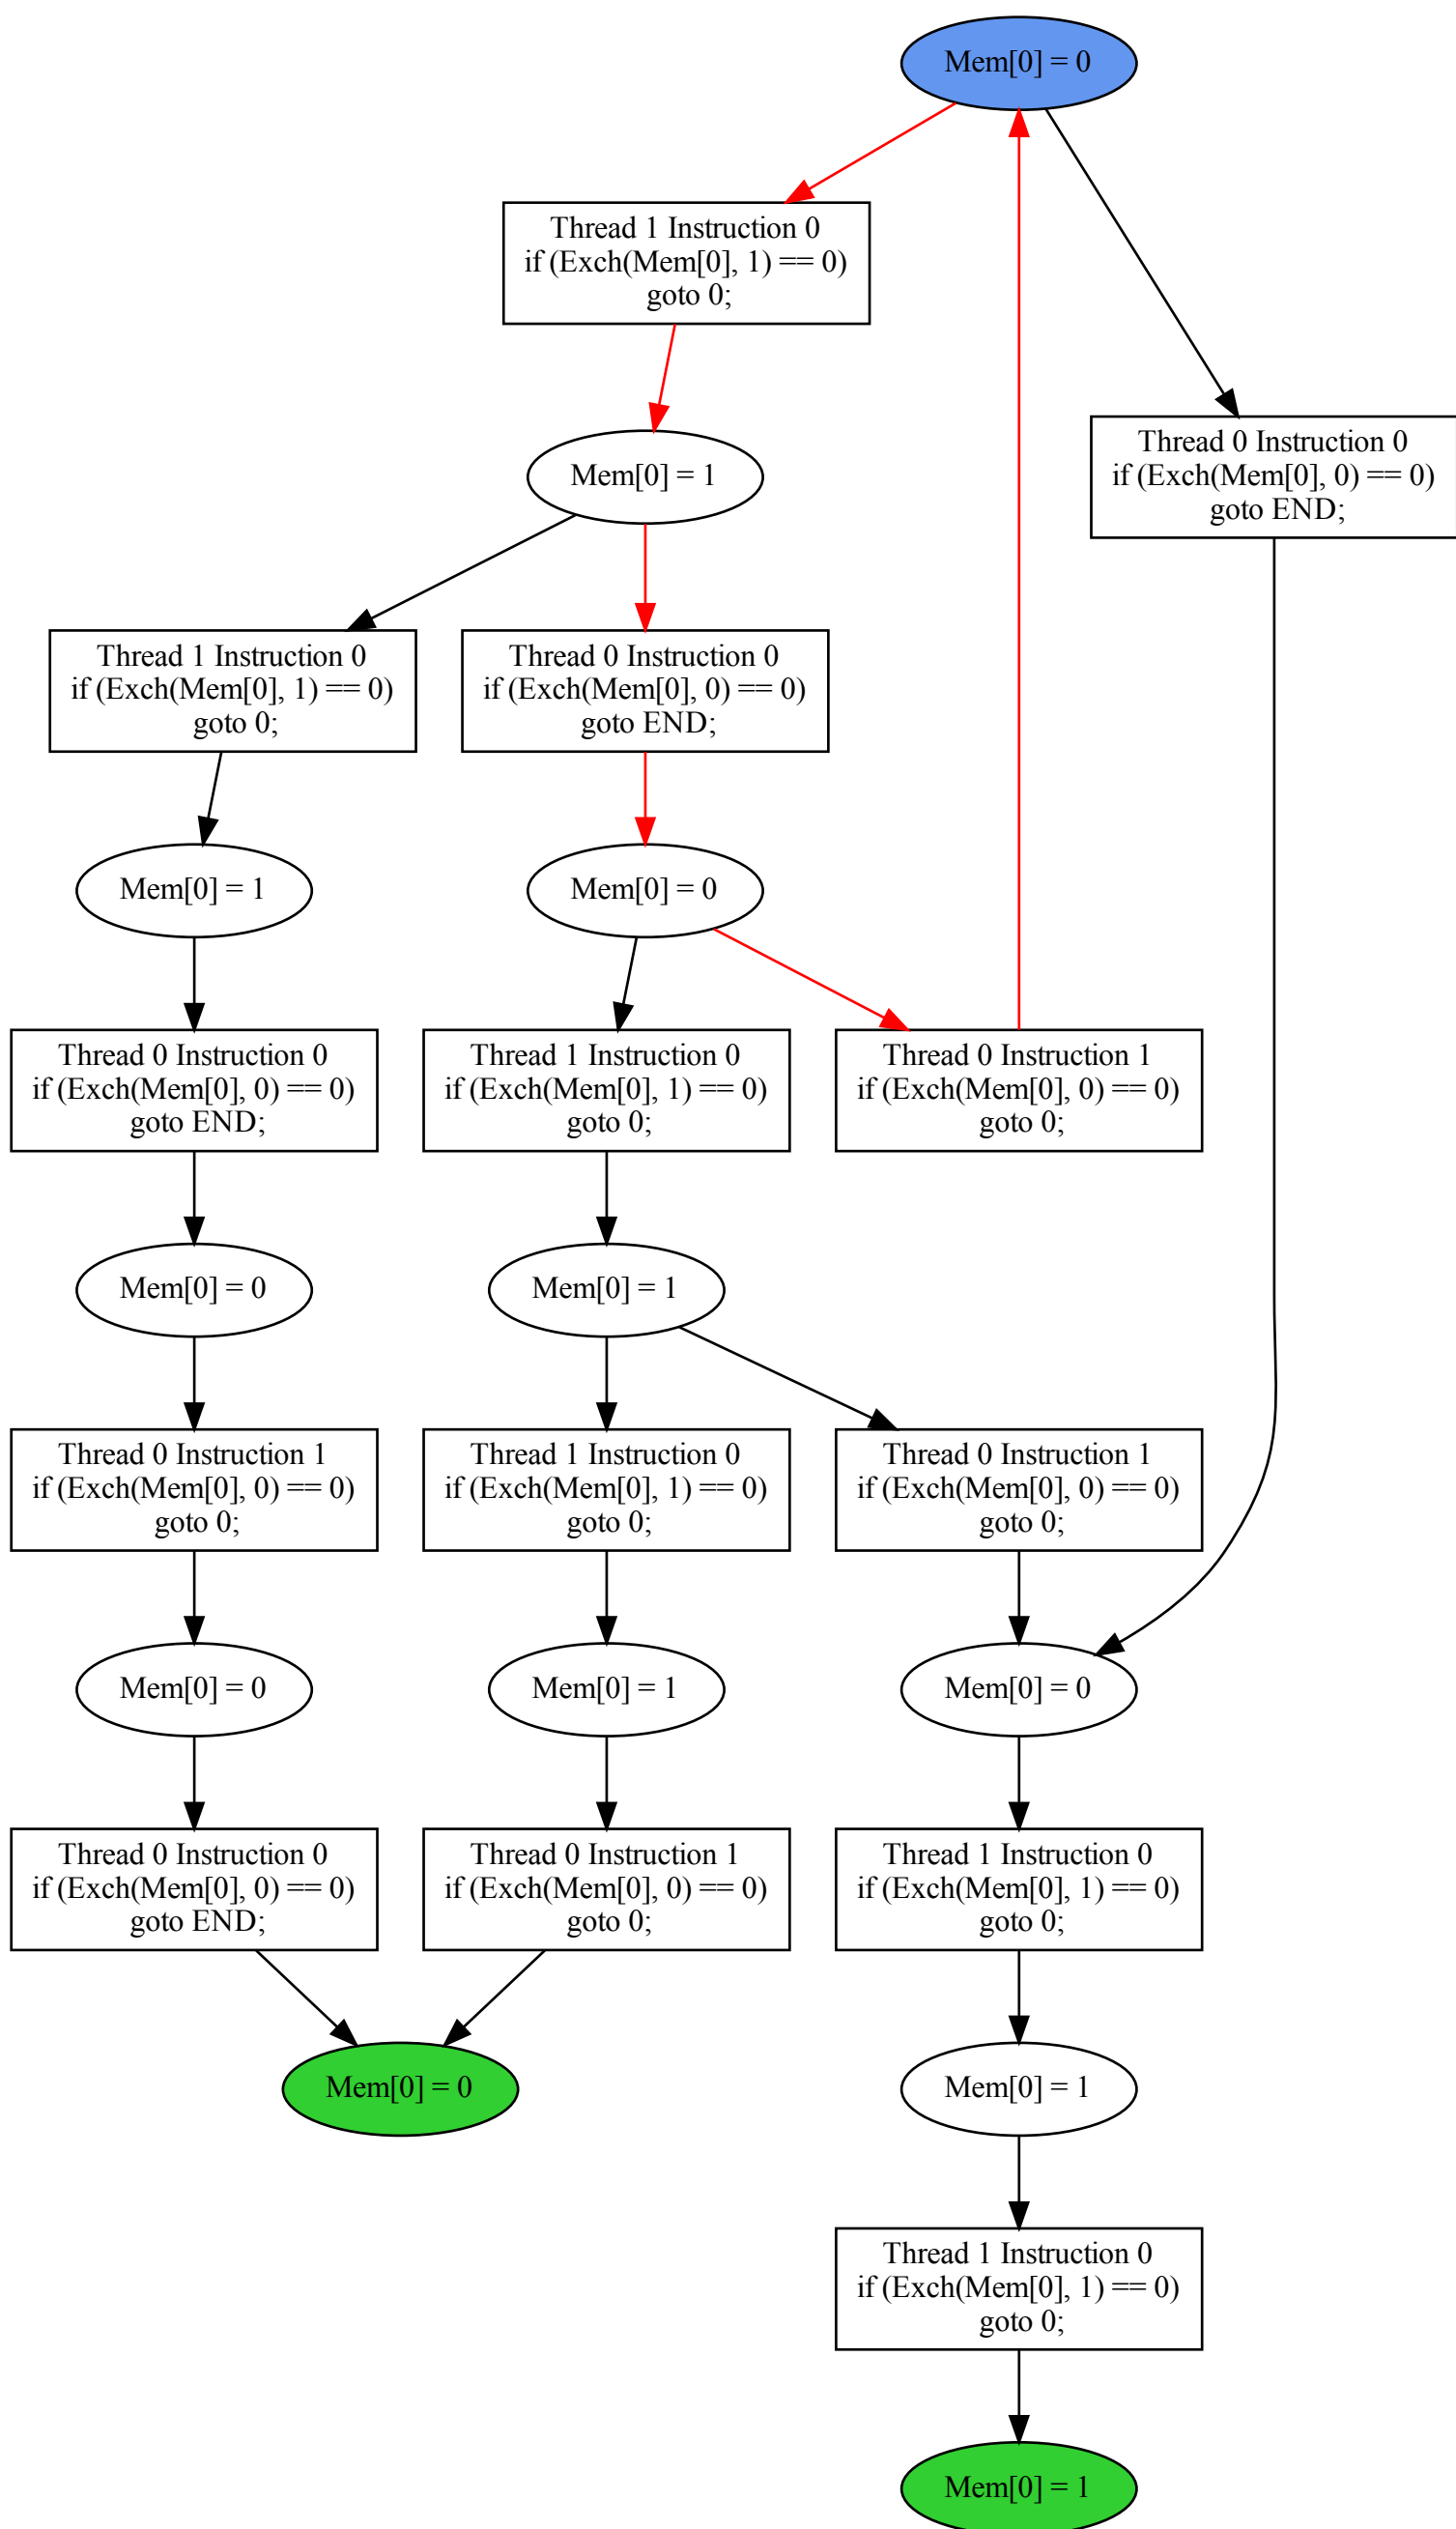 Mem[0] = 0
Thread 1 Instruction 0
if (Exch(Mem[0], 1) == 0)
goto 0;
Mem[0] = 1
Thread 0 Instruction 0
if (Exch(Mem[0], 0) == 0)
goto END;
Thread 1 Instruction 0
if (Exch(Mem[0], 1) == 0)
goto 0;
Thread 0 Instruction 0
if (Exch(Mem[0], 0) == 0)
goto END;
Mem[0] = 1
Mem[0] = 0
Thread 0 Instruction 0
if (Exch(Mem[0], 0) == 0)
goto END;
Thread 1 Instruction 0
if (Exch(Mem[0], 1) == 0)
goto 0;
Thread 0 Instruction 1
if (Exch(Mem[0], 0) == 0)
goto 0;
Mem[0] = 0
Mem[0] = 1
Thread 0 Instruction 1
if (Exch(Mem[0], 0) == 0)
goto 0;
Thread 1 Instruction 0
if (Exch(Mem[0], 1) == 0)
goto 0;
Thread 0 Instruction 1
if (Exch(Mem[0], 0) == 0)
goto 0;
Mem[0] = 0
Mem[0] = 1
Mem[0] = 0
Thread 0 Instruction 0
if (Exch(Mem[0], 0) == 0)
goto END;
Thread 0 Instruction 1
if (Exch(Mem[0], 0) == 0)
goto 0;
Thread 1 Instruction 0
if (Exch(Mem[0], 1) == 0)
goto 0;
Mem[0] = 0
Mem[0] = 1
Thread 1 Instruction 0
if (Exch(Mem[0], 1) == 0)
goto 0;
Mem[0] = 1